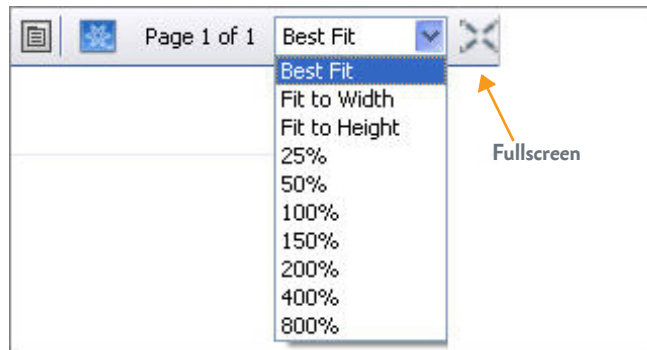 Page 1 of 1 Best Fit
Best Fit
Fit to Width
Fit to Height
25%
50%
100%
150%
200%
400%
800%
Fullscreen